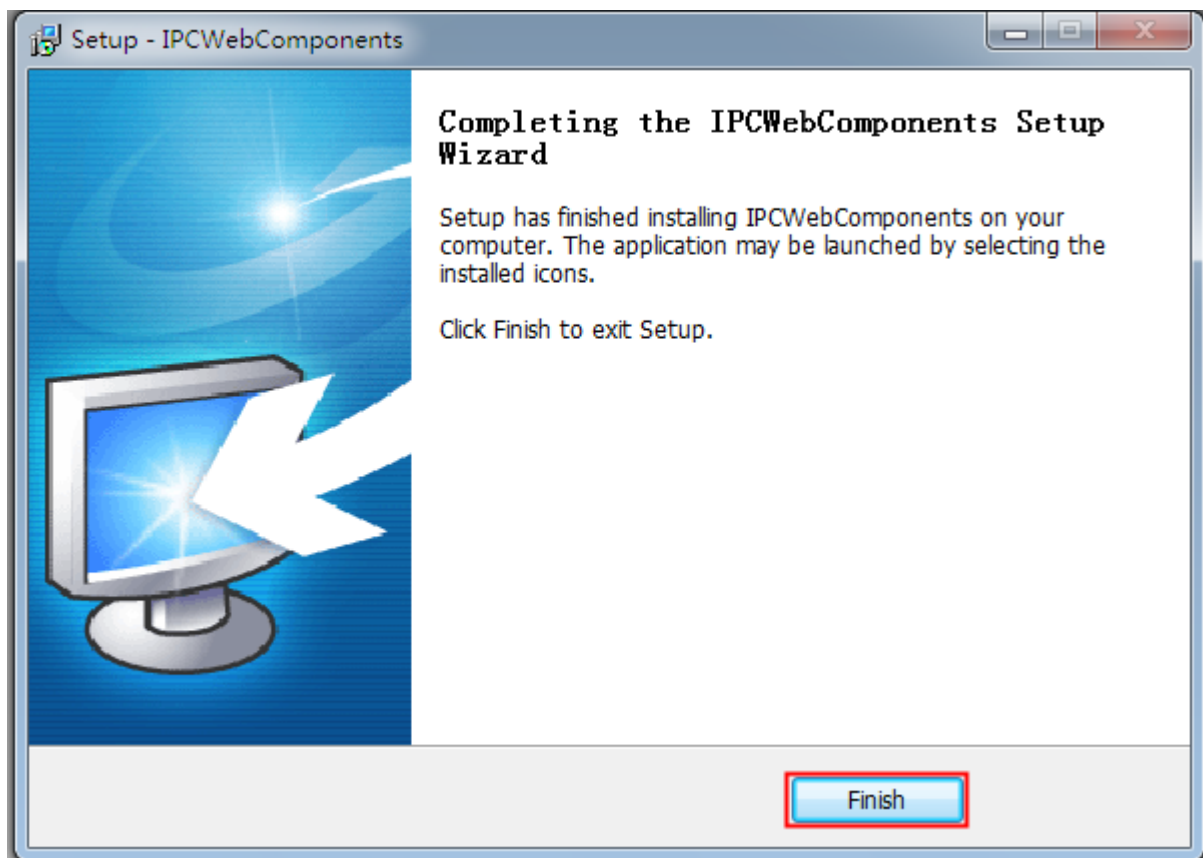 Setup - IPCWebComponents
Completing the IPCWebComponents Setup
Wizard
Setup has finished installing IPCWebComponents on your
computer. The application may be launched by selecting the
installed icons.
Click Finish to exit Setup.
Finish